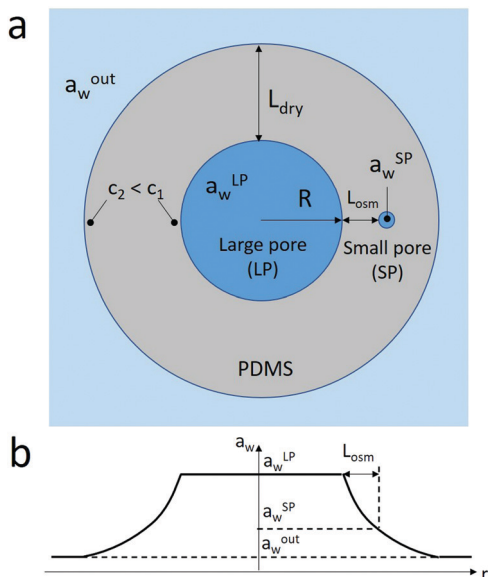 a
a_w^out
L_dry
a_w^SP
a_w^LP
c_2 < c_1
R
L_osm
Large pore
(LP)
Small pore
(SP)
PDMS
b
a_w
a_w^LP
L_osm
a_w^SP
a_w^out
r